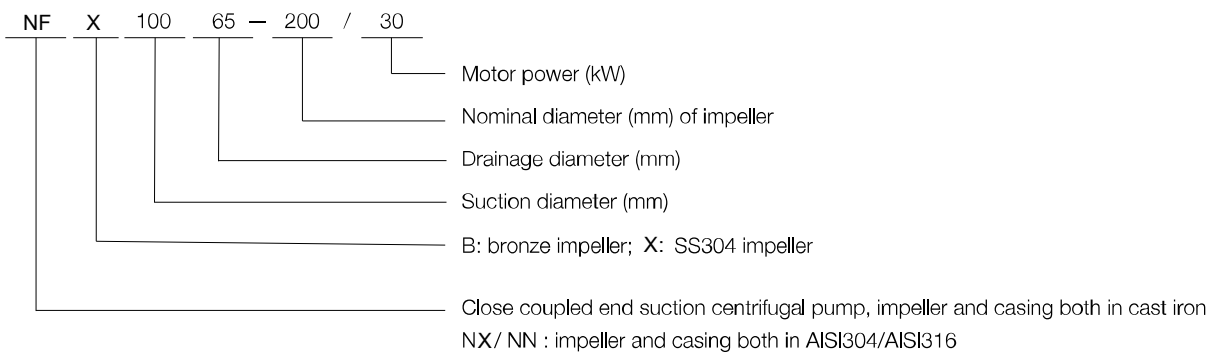 NF X 100 65 — 200 / 30
Motor power (kW)
Nominal diameter (mm) of impeller
Drainage diameter (mm)
Suction diameter (mm)
B: bronze impeller; X: SS304 impeller
Close coupled end suction centrifugal pump, impeller and casing both in cast iron
NX/ NN : impeller and casing both in AISI304/AISI316